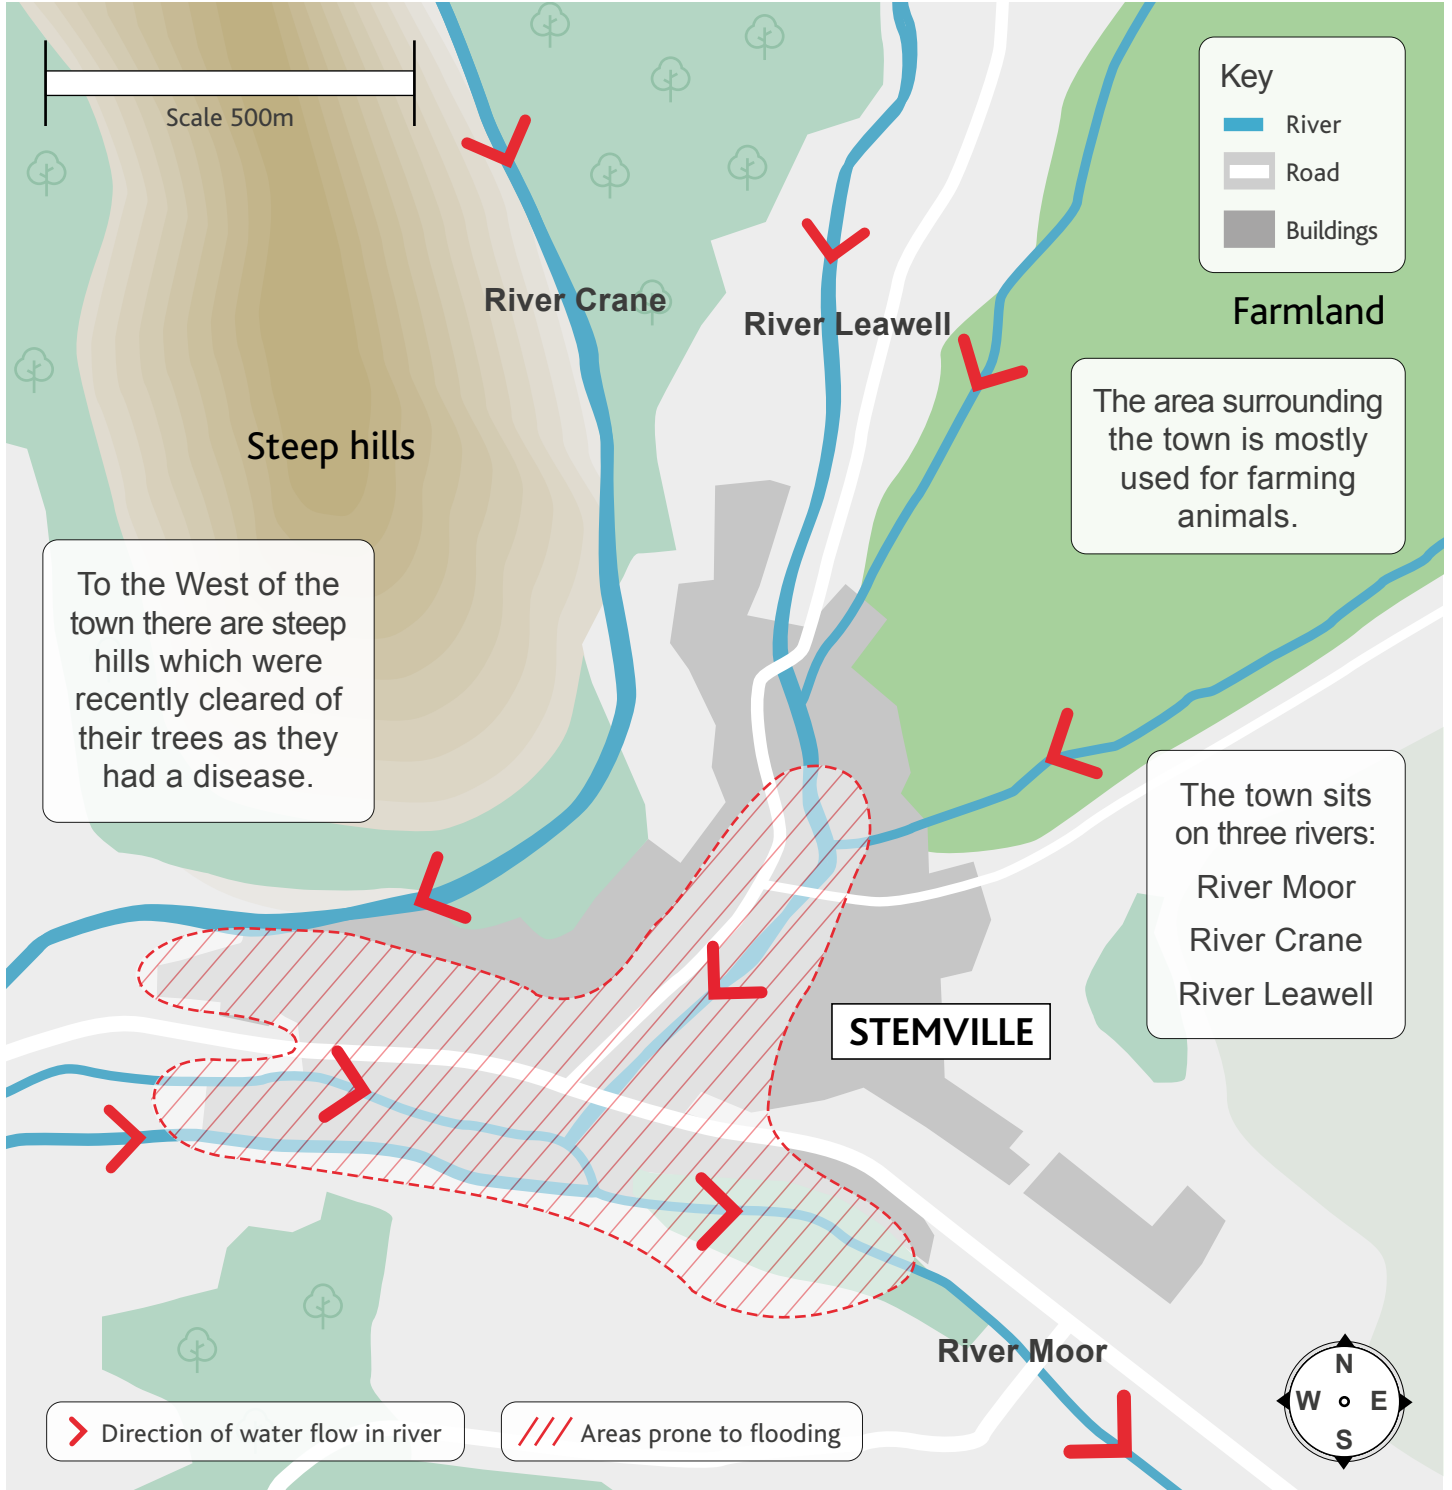 Scale 500m
Key
River
Road
Buildings
River Crane
River Leawell
Farmland
The area surrounding
the town is mostly
used for farming
animals.
Steep hills
To the West of the
town there are steep
hills which were
recently cleared of
their trees as they
had a disease.
The town sits
on three rivers:
River Moor
River Crane
River Leawell
STEMVILLE
River Moor
N
W E
S
Direction of water flow in river
Areas prone to flooding